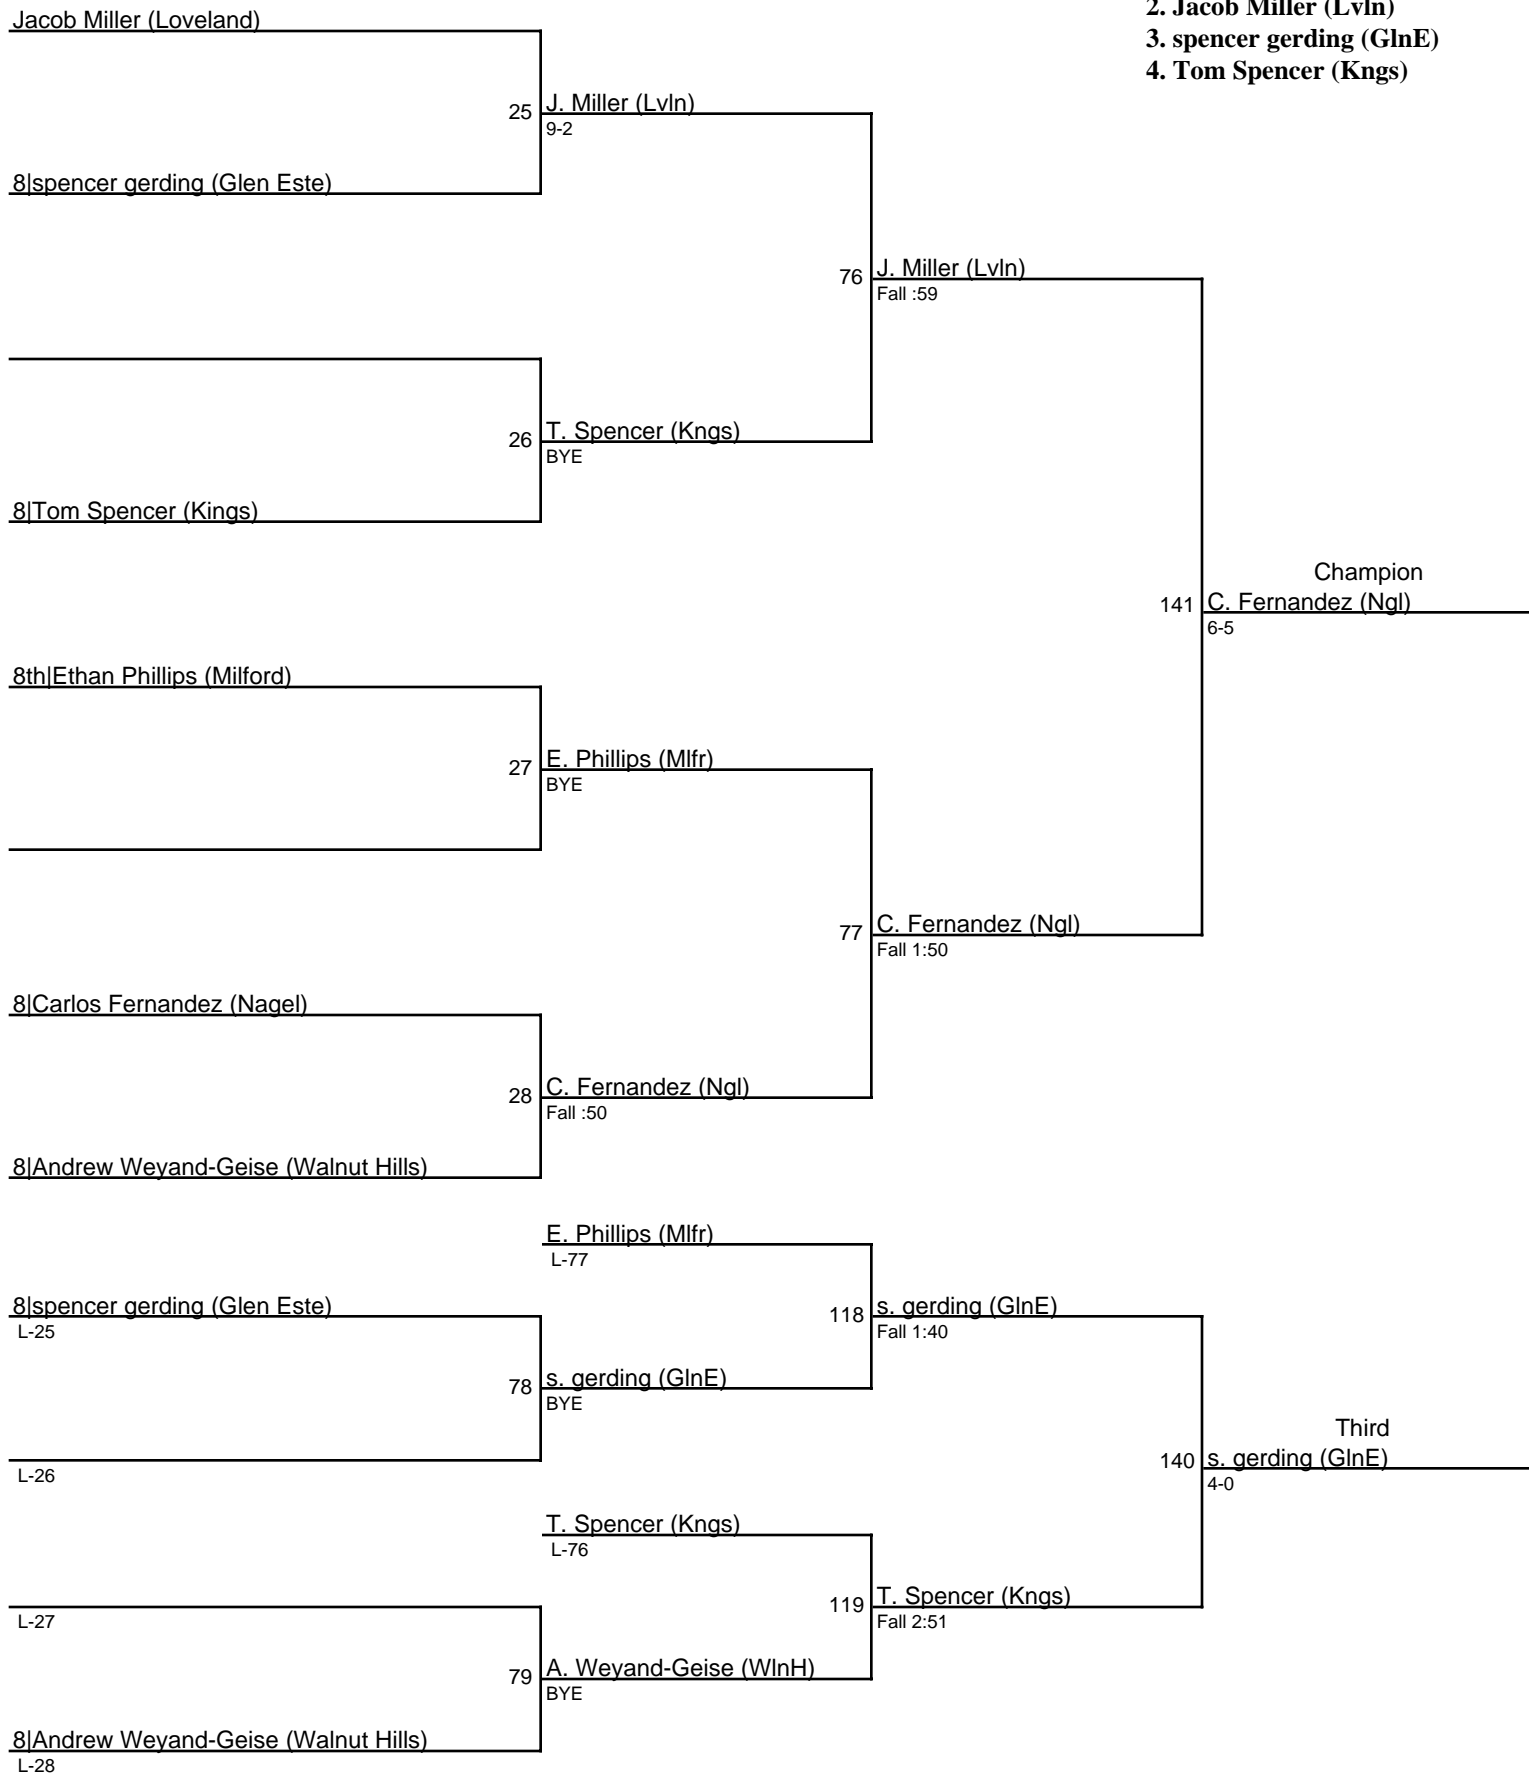 Jacob Miller (Loveland)
2. Jacob Miller (Lvln)
3. spencer gerding (GlnE)
4. Tom Spencer (Kngs)
25
J. Miller (Lvln)
9-2
8|spencer gerding (Glen Este)
76
J. Miller (Lvln)
Fall :59
26
T. Spencer (Kngs)
BYE
8|Tom Spencer (Kings)
Champion
141
C. Fernandez (Ngl)
6-5
8th|Ethan Phillips (Milford)
27
E. Phillips (Mlfr)
BYE
77
C. Fernandez (Ngl)
Fall 1:50
8|Carlos Fernandez (Nagel)
28
C. Fernandez (Ngl)
Fall :50
8|Andrew Weyand-Geise (Walnut Hills)
E. Phillips (Mlfr)
L-77
8|spencer gerding (Glen Este)
L-25
118
s. gerding (GlnE)
Fall 1:40
78
s. gerding (GlnE)
BYE
L-26
Third
140
s. gerding (GlnE)
4-0
T. Spencer (Kngs)
L-76
L-27
119
T. Spencer (Kngs)
Fall 2:51
79
A. Weyand-Geise (WlnH)
BYE
8|Andrew Weyand-Geise (Walnut Hills)
L-28